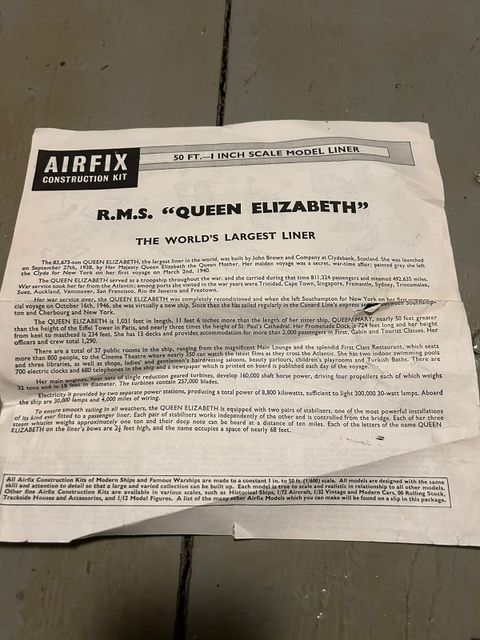 AIRFIX
CONSTRUCTION KIT
50 FT.—1 INCH SCALE MODEL LINER
R.M.S. “QUEEN ELIZABETH”
THE WORLD'S LARGEST LINER
The 83,673-ton QUEEN ELIZABETH, the largest liner in the world, was built by John Brown and Company at Clydebank, Scotland. She was launched
on September 27th, 1938, by Her Majesty Queen Elizabeth the Queen Mother. Her maiden voyage was a secret, war-time affair; painted grey she left
the Clyde for New York on her first voyage on March 2nd, 1940.
The QUEEN ELIZABETH served as a troopship throughout the war, and she carried during that time 811,324 passengers and steamed 492,635 miles.
War service took her far from the Atlantic; among ports she visited in the war years were Trinidad, Cape Town, Singapore, Fremantle, Sydney, Trincomalee,
Suez, Auckland, Vancouver, San Francisco, Rio de Janeiro and Freetown.
Her war service over, the QUEEN ELIZABETH was completely reconditioned and when she left Southampton for New York on her first commer-
cial voyage on October 16th, 1946, she was virtually a new ship. Since then she has sailed regularly in the Cunard Line's express between Southamp-
ton and Cherbourg and New York.
The QUEEN ELIZABETH is 1,031 feet in length, 11 feet 6 inches more than the length of her sister ship, QUEEN MARY, nearly 50 feet greater
than the height of the Eiffel Tower in Paris, and nearly three times the height of St. Paul's Cathedral. Her Promenade Deck is 724 feet long and her height
from keel to masthead is 234 feet. She has 13 decks and provides accommodation for more than 2,000 passengers in First, Cabin and Tourist Classes. Her
officers and crew total 1,290.
There are a total of 37 public rooms in the ship, ranging from the magnificent Main Lounge and the splendid First Class Restaurant, which seats
more than 800 people, to the Cinema Theatre where nearly 350 can watch the latest films as they cross the Atlantic. She has two indoor swimming pools
and three libraries, as well as shops, ladies' and gentlemen's hairdressing saloons, beauty parlours, children's playrooms and Turkish Baths. There are
700 electric clocks and 680 telephones in the ship and a newspaper which is printed on board is published each day of the voyage.
Her main engines, four sets of single reduction geared turbines, develop 160,000 shaft horse power, driving four propellers each of which weighs
32 tons and is 18 feet in diameter. The turbines contain 257,000 blades.
Electricity is provided by two separate power stations, producing a total power of 8,800 kilowatts, sufficient to light 300,000 30-watt lamps. Aboard
the ship are 30,000 lamps and 4,000 miles of wiring.
To ensure smooth sailing in all weathers, the QUEEN ELIZABETH is equipped with two pairs of stabilisers, one of the most powerful installations
of its kind ever fitted to a passenger liner. Each pair of stabilisers works independently of the other and is controlled from the bridge. Each of her three
steam whistles weighs approximately one ton and their deep note can be heard at a distance of ten miles. Each of the letters of the name QUEEN
ELIZABETH on the liner's bows are 2½ feet high, and the name occupies a space of nearly 68 feet.
All Airfix Construction Kits of Modern Ships and Famous Warships are made to a constant 1 in. to 50 ft. (1/600) scale. All models are designed with the same
skill and attention to detail so that a large and varied collection can be built up. Each model is true to scale and realistic in relationship to all other models.
Other fine Airfix Construction Kits are available in various scales, such as Historical Ships, 1/72 Aircraft, 1/32 Vintage and Modern Cars, 00 Rolling Stock,
Trackside Houses and Accessories, and 1/12 Model Figures. A list of the many other Airfix Models which you can make will be found on a slip in this package.